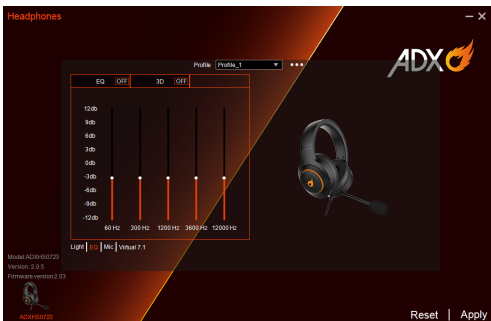 Headphones
Profile Profile_1
ADX
EQ OFF 3D OFF
12db
9db
6db
3db
0db
-3db
-6db
-9db
-12db
60 Hz 300 Hz 1200 Hz 3600 Hz 12000 Hz
Light EQ Mic Virtual 7.1
Model:ADXHS0723
Version: 2.0.5
Firmware version:2.03
ADXHS0723
Reset | Apply